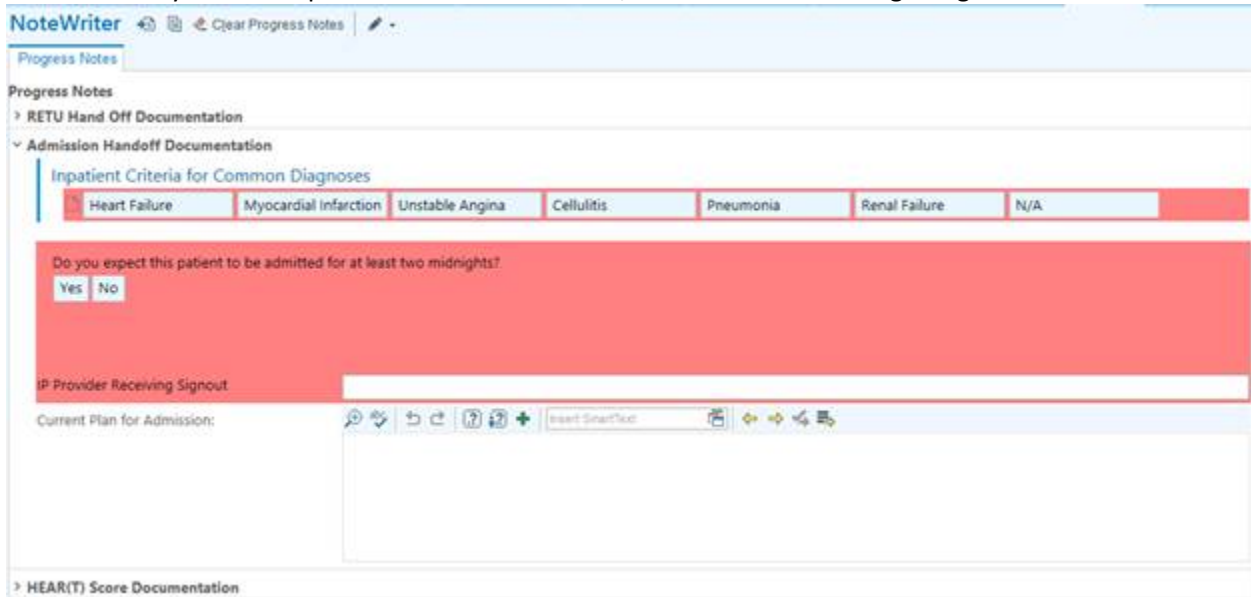 NoteWriter Clear Progress Notes
Progress Notes
Progress Notes
> RETU Hand Off Documentation
Admission Handoff Documentation
Inpatient Criteria for Common Diagnoses
Heart Failure Myocardial Infarction Unstable Angina Cellulitis Pneumonia Renal Failure N/A
Do you expect this patient to be admitted for at least two midnights?
Yes No
IP Provider Receiving Signout
Current Plan for Admission: Insert SmartText
> HEAR(T) Score Documentation